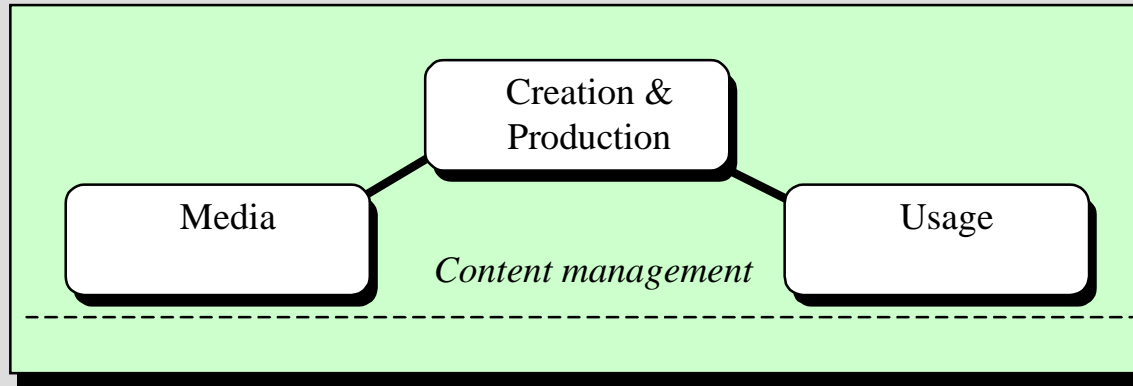 Creation &
Production
Media
Usage
Content management